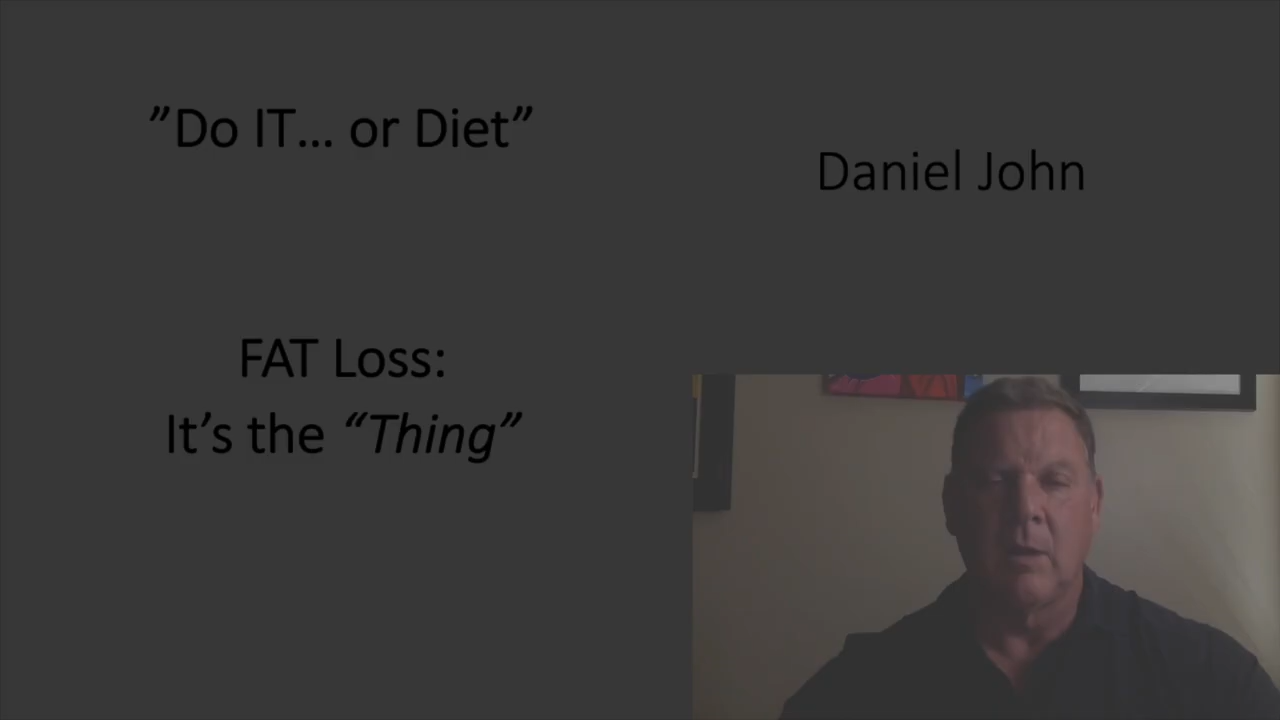 ”Do IT... or Diet”
Daniel John
FAT Loss:
It’s the “Thing”